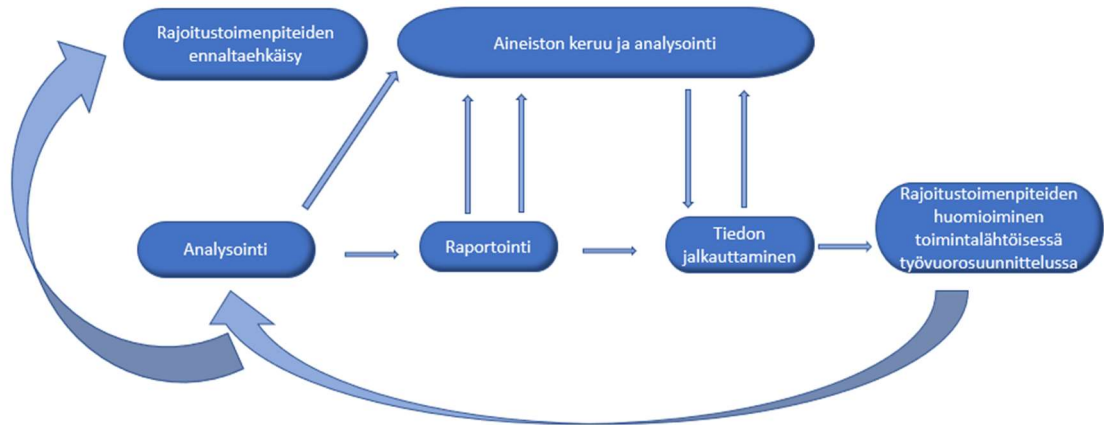 Rajoitustoimenpiteiden
ennaltaehkäisy
Aineiston keruu ja analysointi
Analysointi
Raportointi
Tiedon
jalkauttaminen
Rajoitustoimenpiteiden
huomioiminen
toimintalähtöisessä
työvuorosuunnittelussa